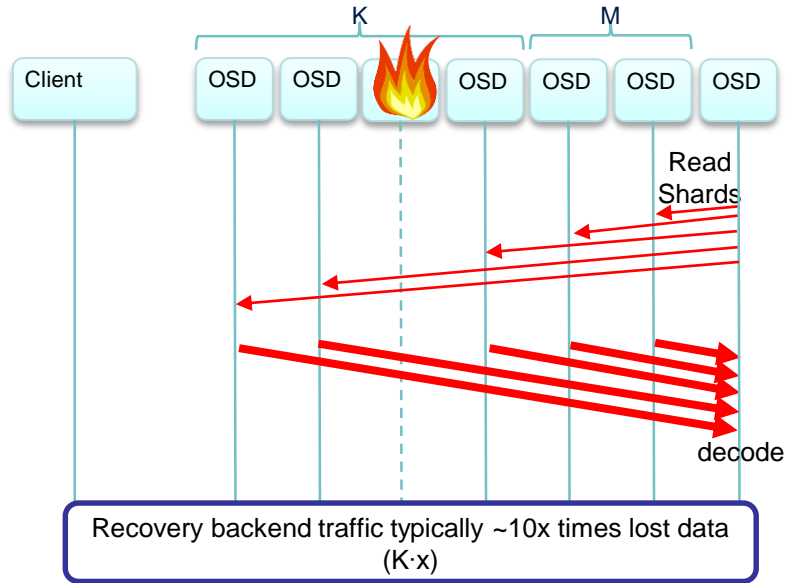 K
M
Client
OSD
OSD
OSD
OSD
OSD
OSD
Read
Shards
decode
Recovery backend traffic typically ~10x times lost data
(K·x)